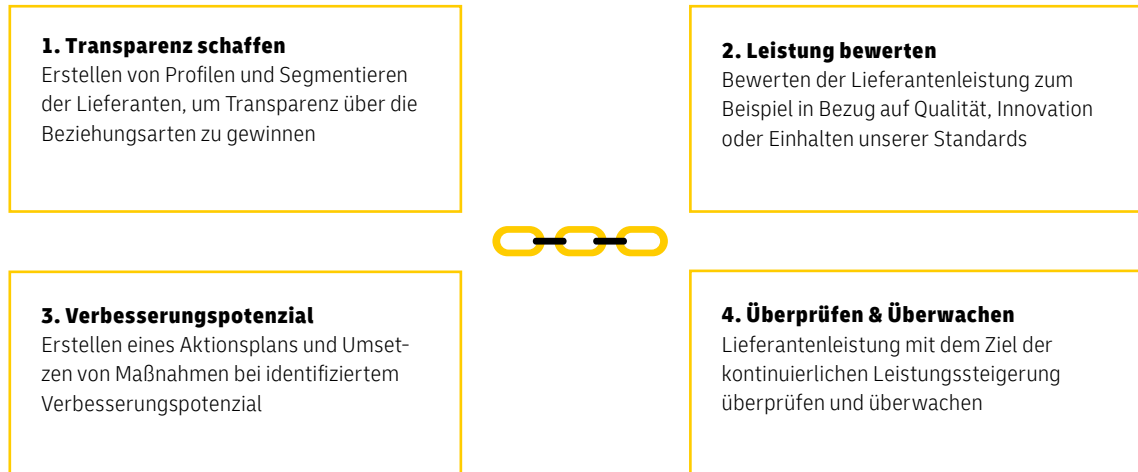 1. Transparenz schaffen
Erstellen von Profilen und Segmentieren
der Lieferanten, um Transparenz über die
Beziehungsarten zu gewinnen
2. Leistung bewerten
Bewerten der Lieferantenleistung zum
Beispiel in Bezug auf Qualität, Innovation
oder Einhalten unserer Standards
3. Verbesserungspotenzial
Erstellen eines Aktionsplans und Umset-
zen von Maßnahmen bei identifiziertem
Verbesserungspotenzial
4. Überprüfen & Überwachen
Lieferantenleistung mit dem Ziel der
kontinuierlichen Leistungssteigerung
überprüfen und überwachen